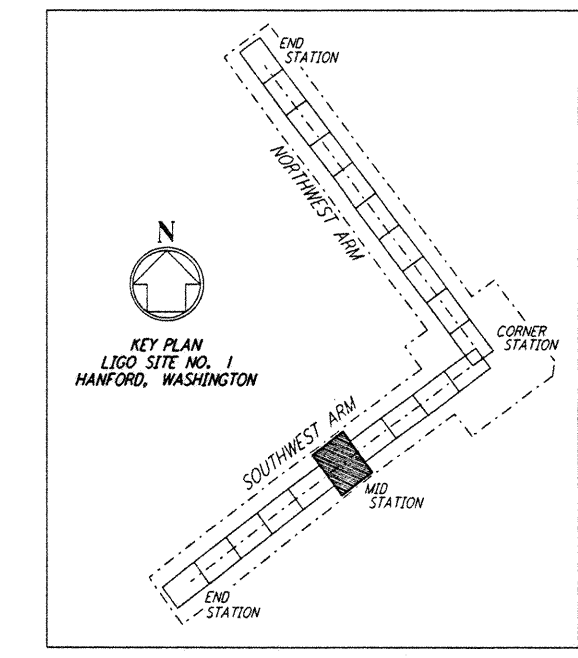 END
STATION
NORTHWEST ARM
N
KEY PLAN
LIGO SITE NO. 1
HANFORD, WASHINGTON
CORNER
STATION
SOUTHWEST ARM
MID
STATION
END
STATION